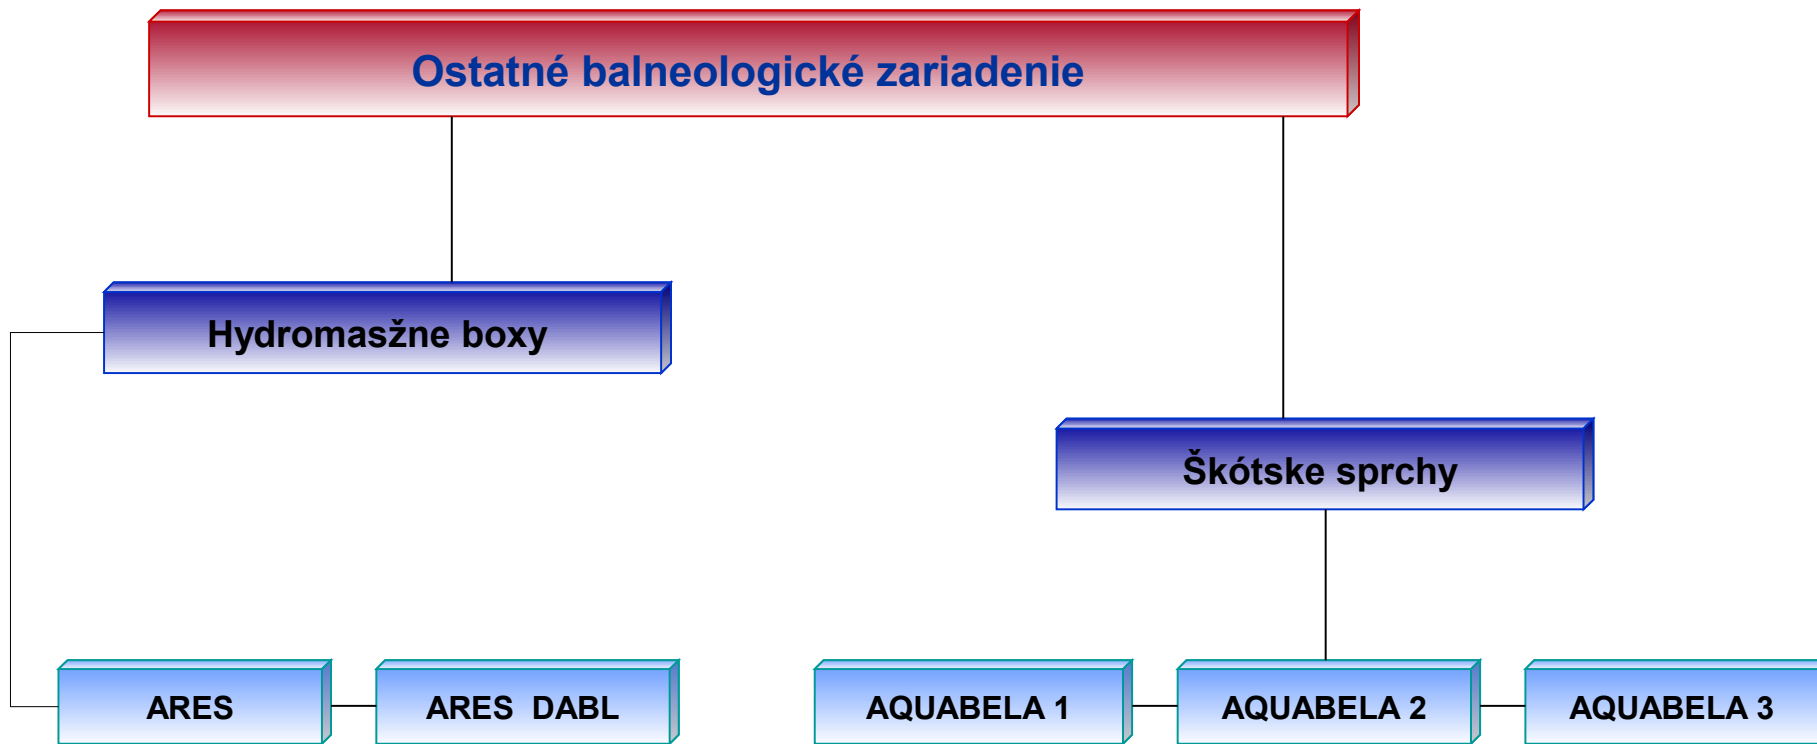 Ostatné balneologické zariadenie
Hydromasžne boxy
Škótske sprchy
ARES
ARES DABL
AQUABELA 1
AQUABELA 2
AQUABELA 3